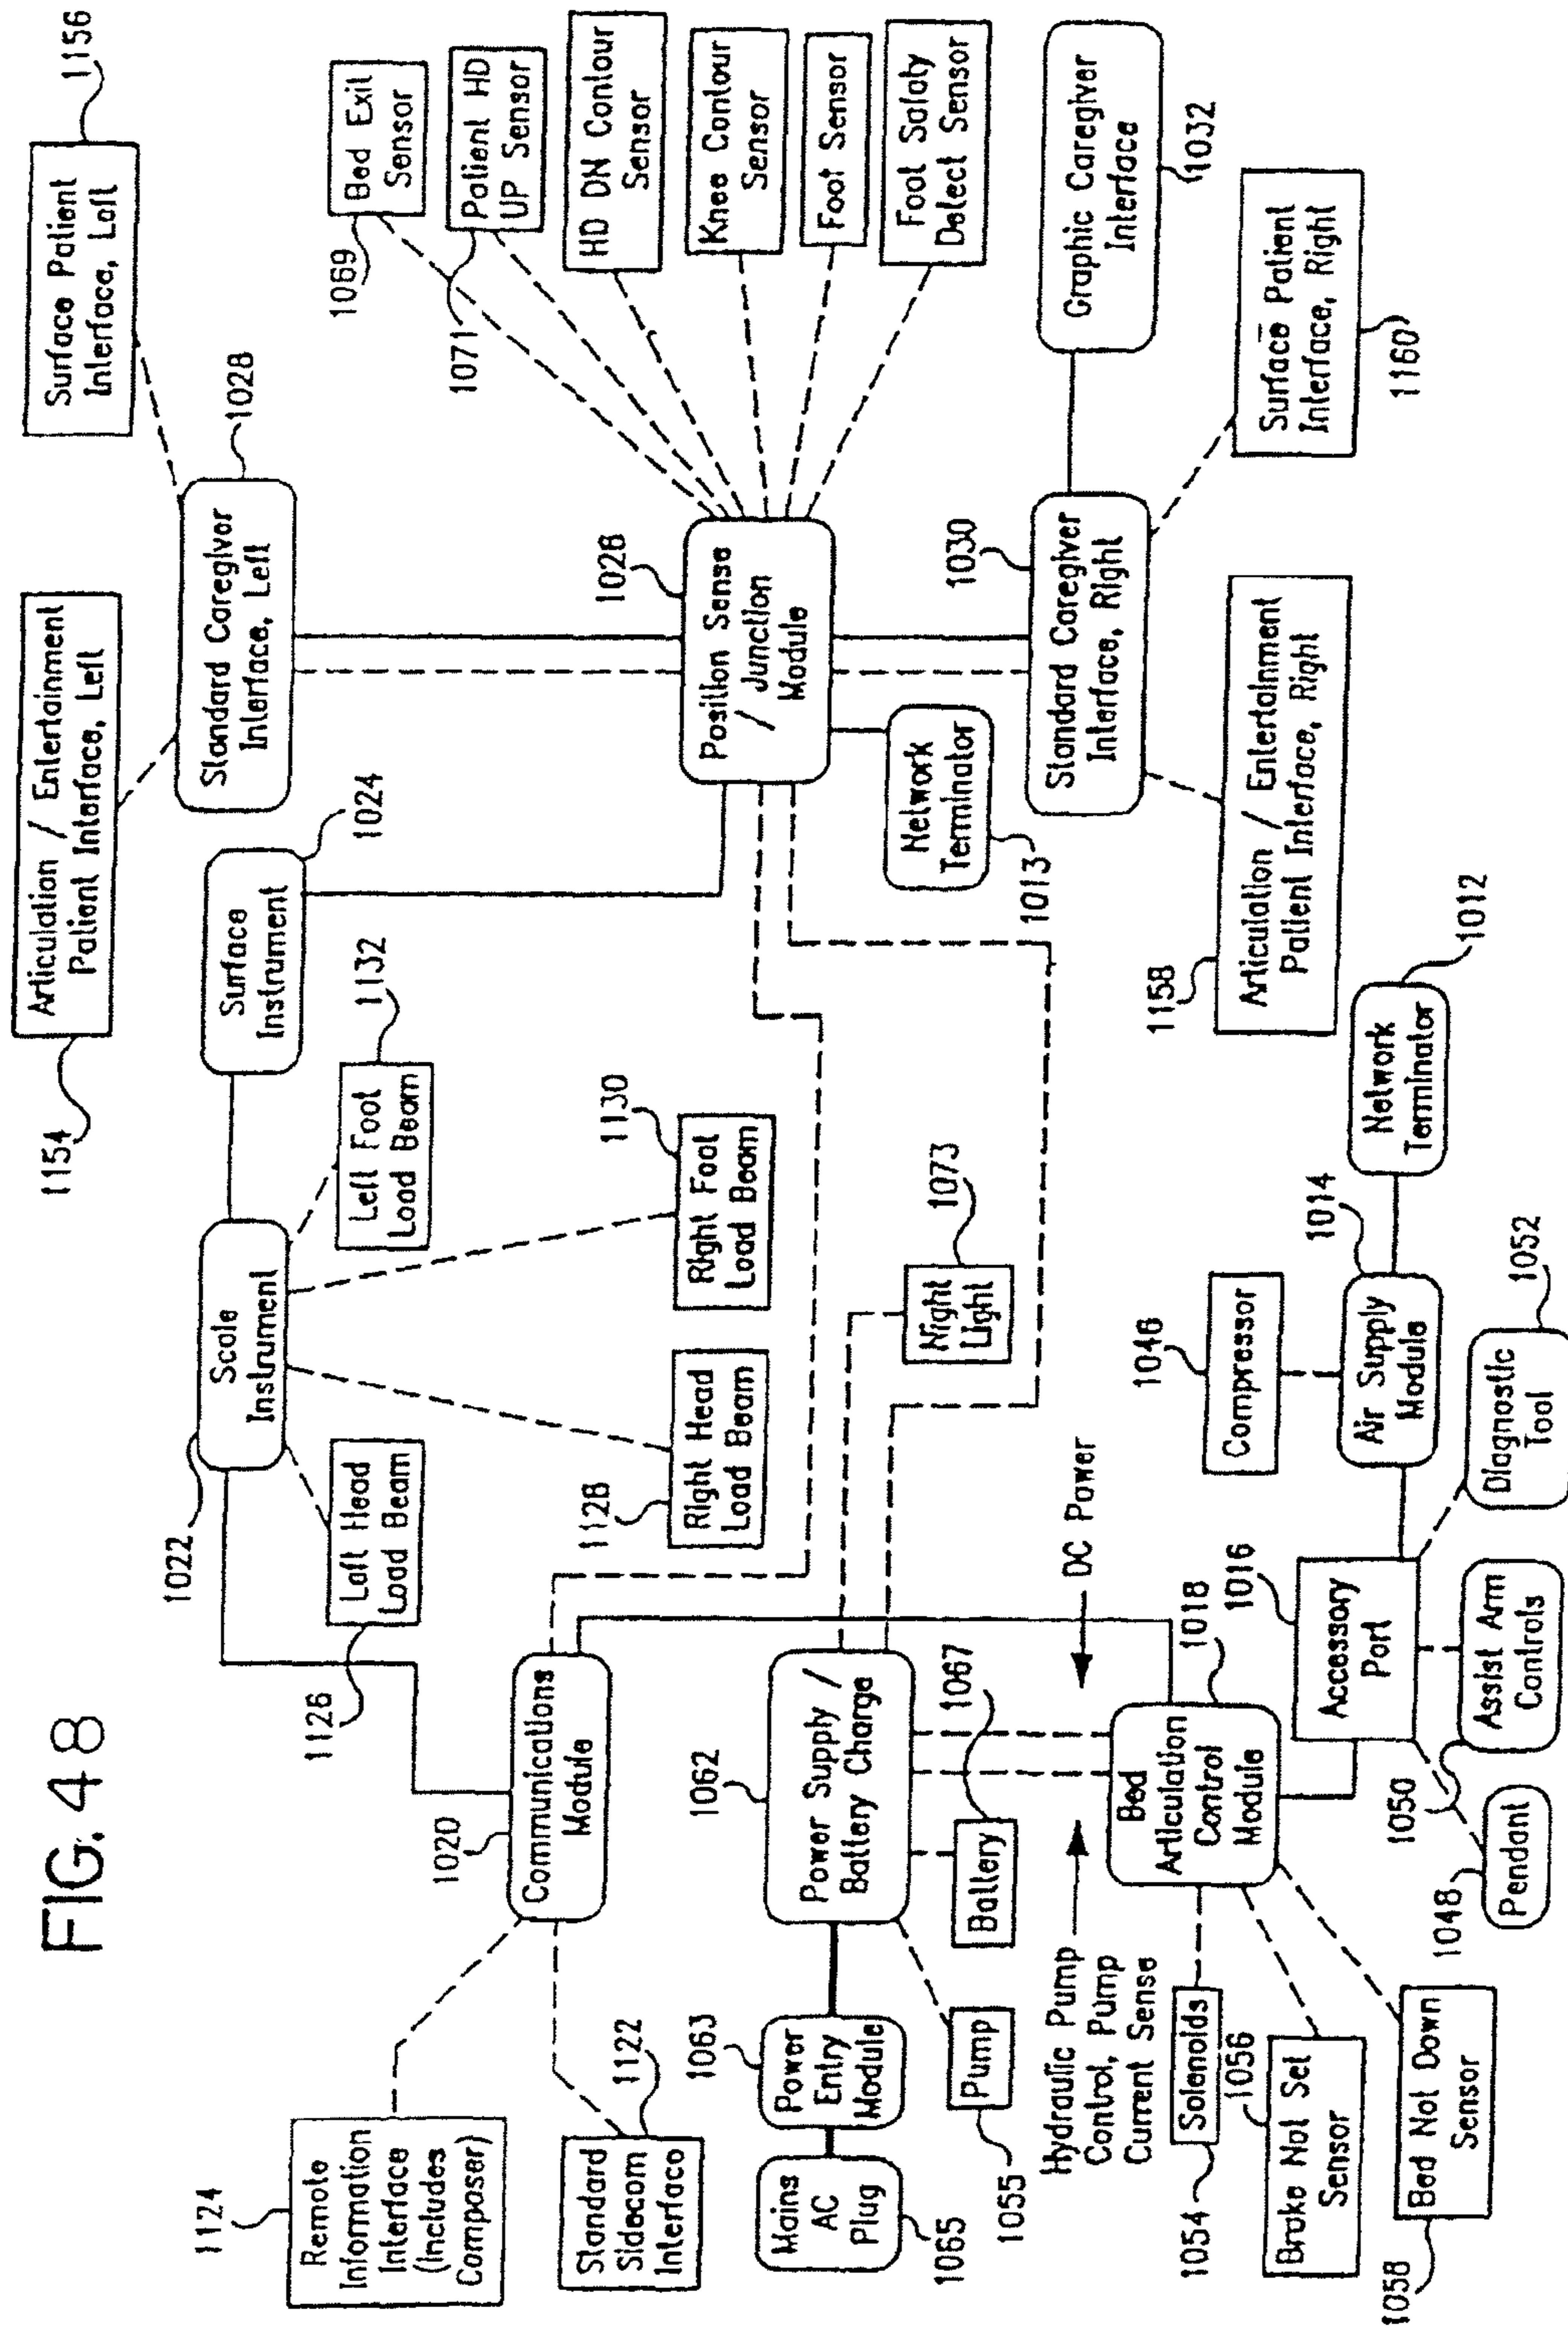 FIG. 48
1124
Remote
Information
Interface
(Includes
Composer)
1122
Standard
Sidecom
Interface
1020
Communications
Module
1022
Scale
Instrument
1126
Left Head
Load Beam
1128
Right Head
Load Beam
1130
Right Foot
Load Beam
1132
Left Foot
Load Beam
Surface
Instrument
1024
1154
Articulation / Entertainment
Patient Interface, Left
Surface Patient
Interface, Left
1156
Standard Caregiver
Interface, Left
1028
1069
Bed Exit
Sensor
1071
Patient HD
UP Sensor
HD DN Contour
Sensor
Knee Contour
Sensor
Foot Sensor
Foot Safety
Detect Sensor
1026
Position Sense
/ Junction
Module
Network
Terminator
1013
1030
Standard Caregiver
Interface, Right
Graphic Caregiver
Interface
1032
Surface Patient
Interface, Right
1160
1158
Articulation / Entertainment
Patient Interface, Right
Mains
AC
Plug
1065
1063
Power
Entry
Module
1062
Power Supply /
Battery Charge
Pump
1055
Battery
1067
Night
Light
1073
Hydraulic Pump
Control, Pump
Current Sense
DC Power
Bed
Articulation
Control
Module
1018
Solenoids
1054
1056
Brake Not Set
Sensor
Bed Not Down
Sensor
1058
1016
Accessory
Port
1048
Pendant
1050
Assist Arm
Controls
Diagnostic
Tool
1052
1046
Compressor
1014
Air Supply
Module
Network
Terminator
1012